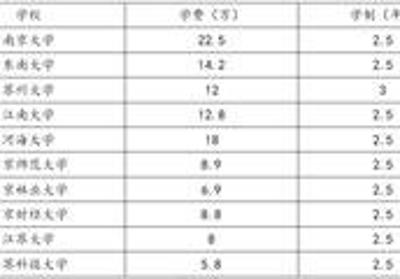 学校 学费（万） 学制（年
南京大学 22.5 2.5
东南大学 14.2 2.5
苏州大学 12 3
江南大学 12.8 2.5
河海大学 18 2.5
京师范大学 8.9 2.5
京林业大学 6.9 2.5
京财经大学 8.8 2.5
江苏大学 8 2.5
苏科技大学 5.8 2.5